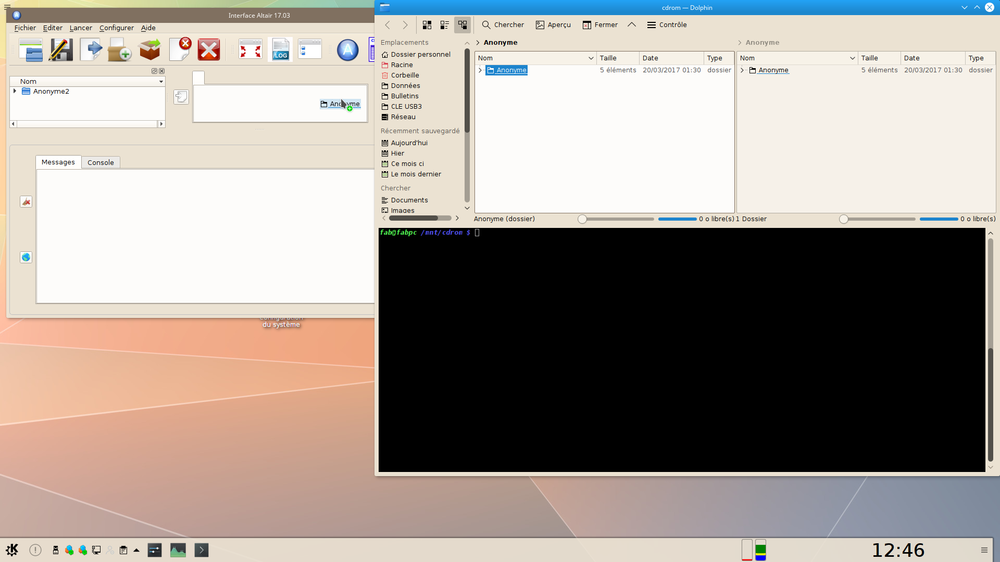 Interface Altaïr 17.03
Fichier Editer Lancer Configurer Aide
LOG
A
Nom
Anonyme2
Anonyme
Messages Console
du système
cdrom — Dolphin
Chercher Aperçu Fermer Contrôle
Emplacements
Dossier personnel
Racine
Corbeille
Données
Bulletins
CLE USB3
Réseau
Récemment sauvegardé
Aujourd'hui
Hier
Ce mois ci
Le mois dernier
Chercher
Documents
Images
Anonyme
Nom Taille Date Type
Anonyme 5 éléments 20/03/2017 01:30 dossier
Anonyme (dossier) 0 o libre(s)
Anonyme
Nom Taille Date Type
Anonyme 5 éléments 20/03/2017 01:30 dossier
1 Dossier 0 o libre(s)
fab@fabpc /mnt/cdrom $
12:46